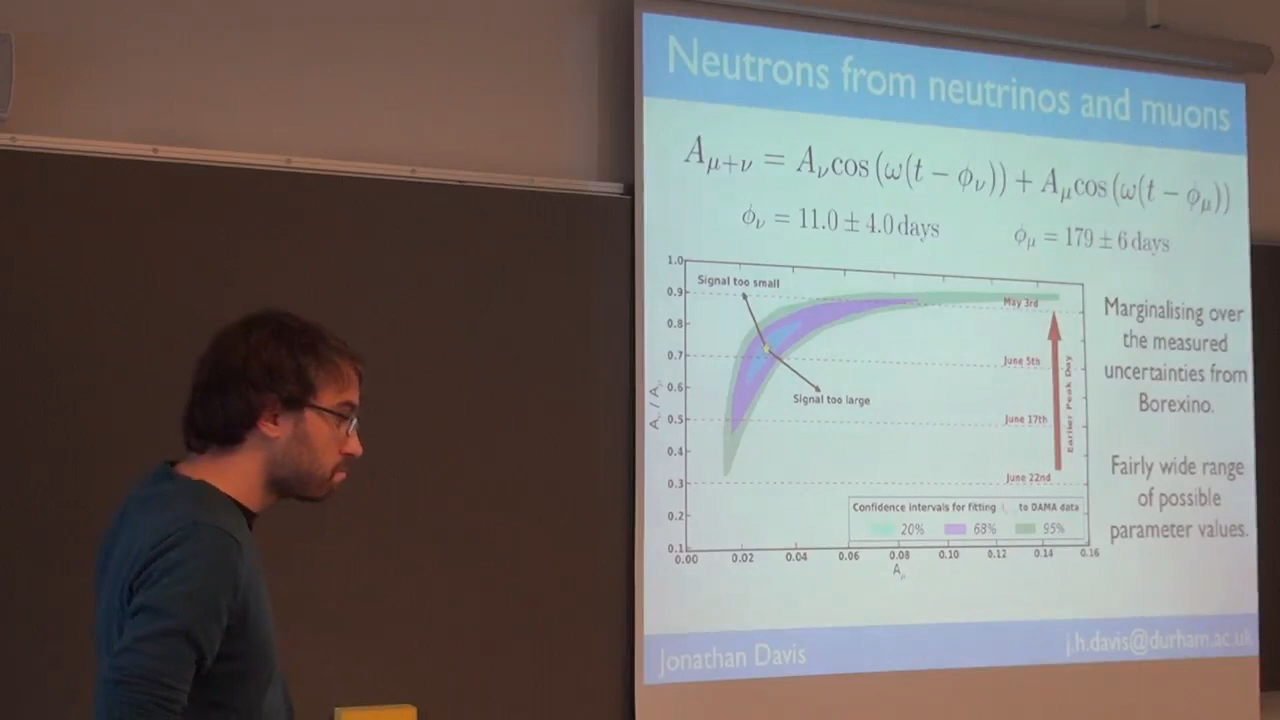 Neutrons from neutrinos and muons
A_{μ+ν} = A_ν cos (ω(t − ϕ_ν)) + A_μ cos (ω(t − ϕ_μ))
ϕ_ν = 11.0 ± 4.0 days
ϕ_μ = 179 ± 6 days
1.0
0.9
0.8
0.7
0.6
0.5
0.4
0.3
0.2
0.1
A_ν / A_μ
Signal too small
Signal too large
May 3rd
June 5th
June 17th
June 22nd
Earlier Peak Day
Confidence intervals for fitting to DAMA data
20% 68% 95%
0.00 0.02 0.04 0.06 0.08 0.10 0.12 0.14 0.16
A_μ
Marginalising over
the measured
uncertainties from
Borexino.
Fairly wide range
of possible
parameter values.
Jonathan Davis
j.h.davis@durham.ac.uk